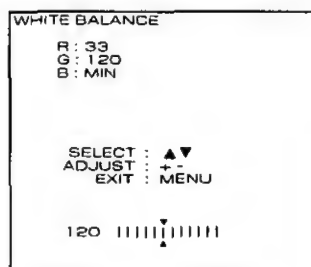 WHITE BALANCE
R : 33
G : 120
B : MIN
SELECT : ▲▼
ADJUST : + -
EXIT : MENU
120